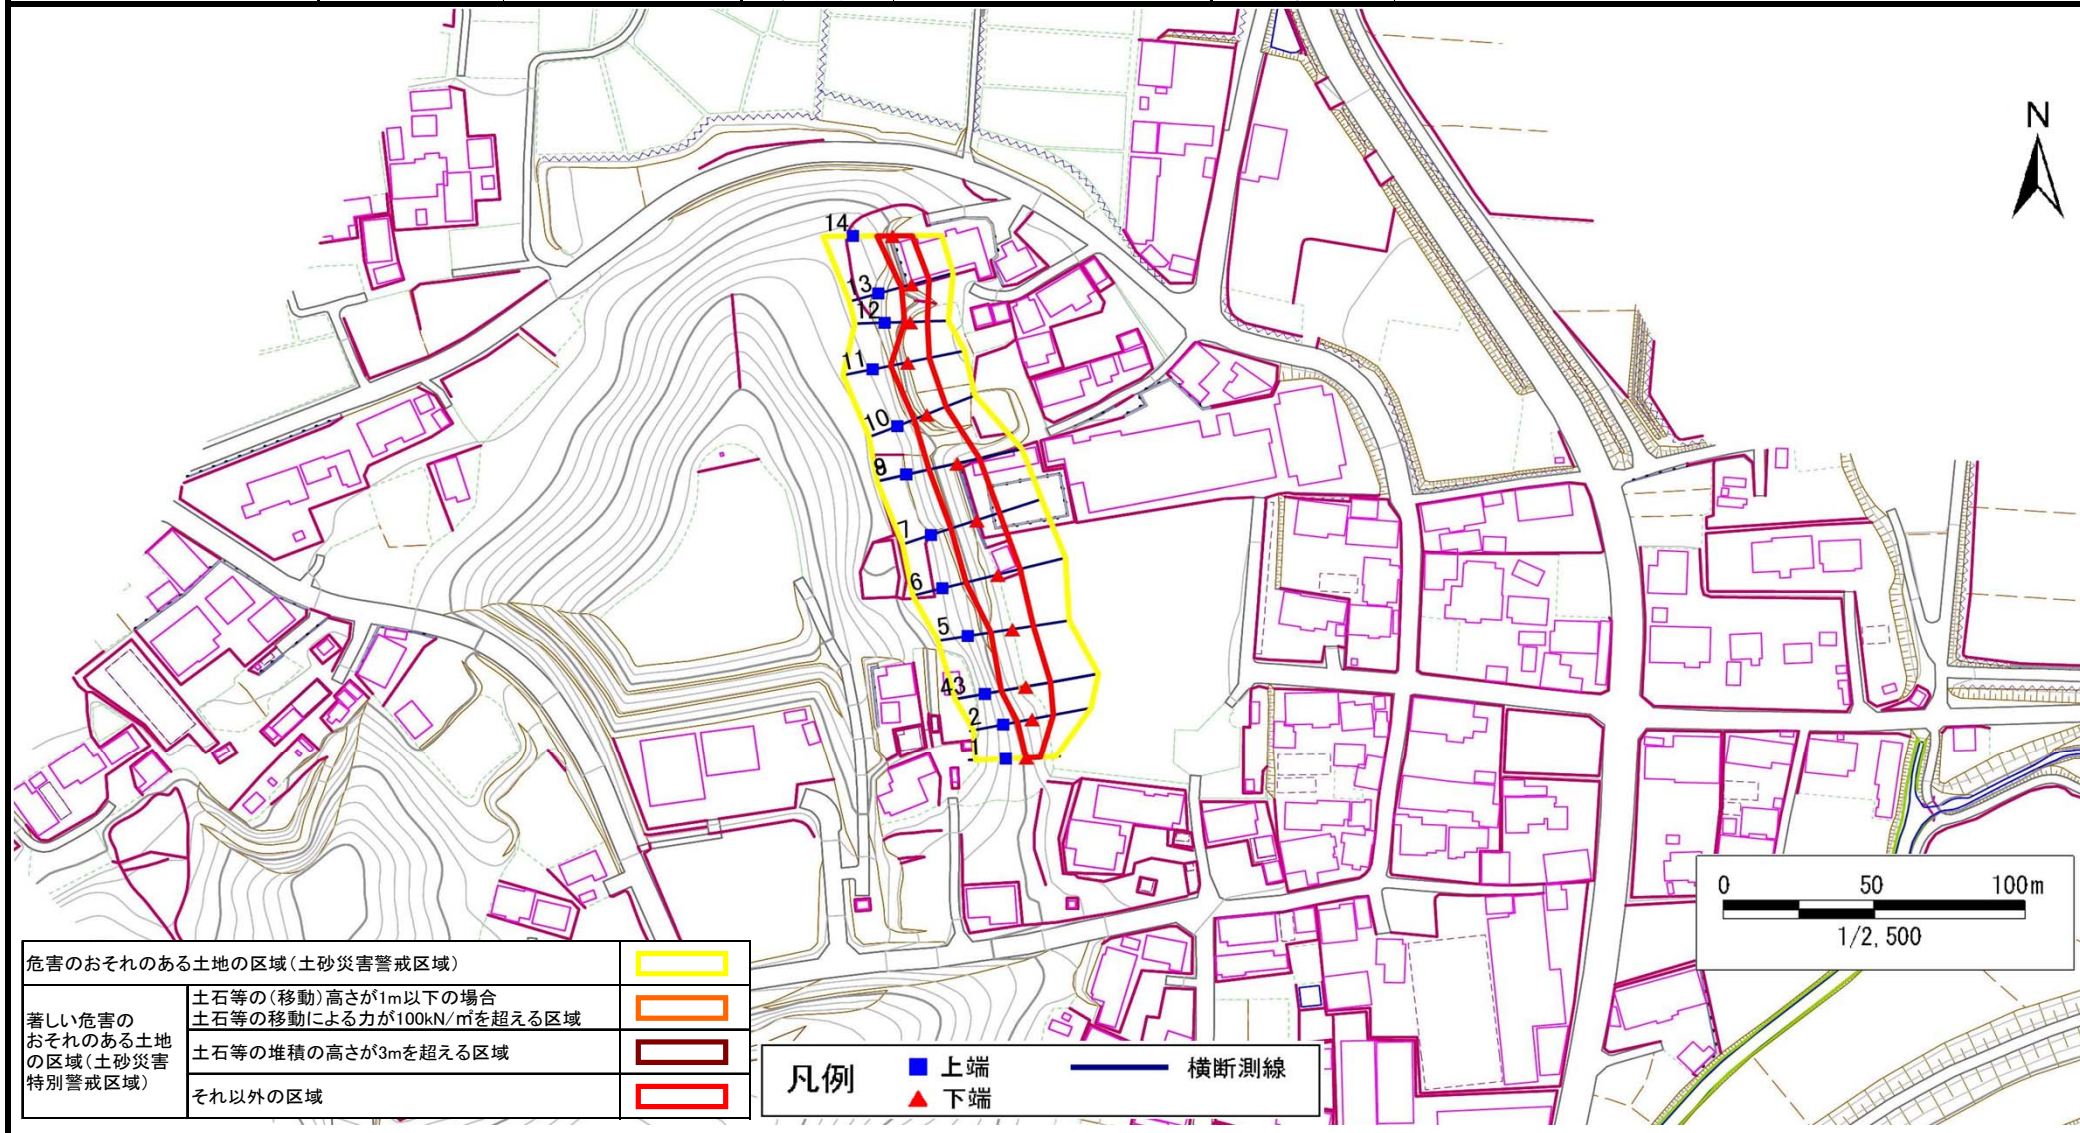 N
14
13
12
11
10
9
7
6
5
43
2
1
0 50 100m
1/2,500
危害のおそれのある土地の区域(土砂災害警戒区域)
著しい危害の
おそれのある土地
の区域(土砂災害
特別警戒区域)
土石等の(移動)高さが1m以下の場合
土石等の移動による力が100kN/㎡を超える区域
土石等の堆積の高さが3mを超える区域
それ以外の区域
凡例
上端
下端
横断測線